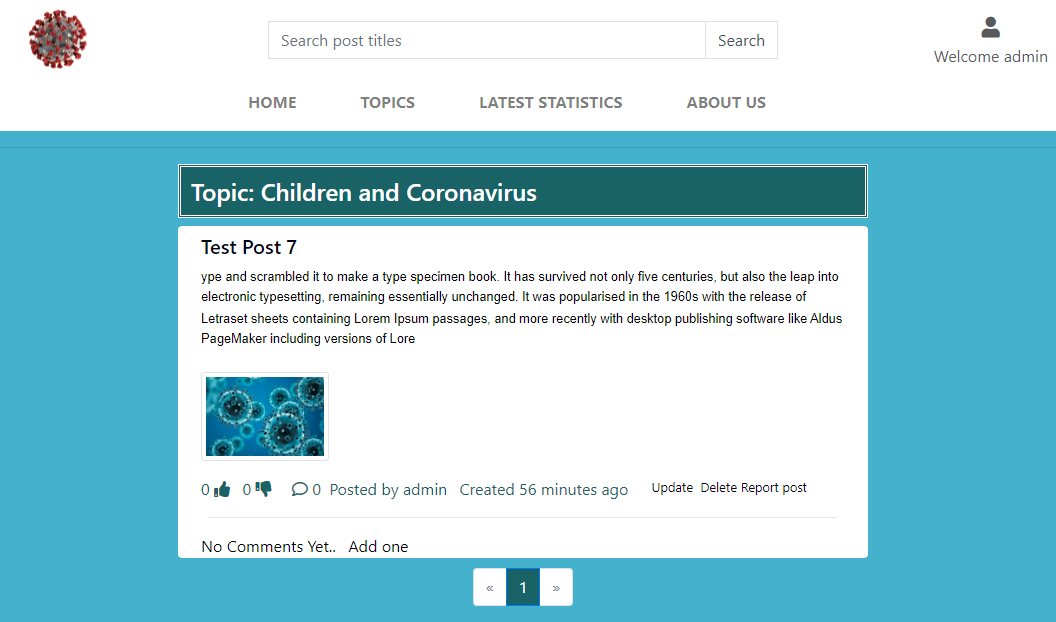 Search post titles
Search
Welcome admin
HOME
TOPICS
LATEST STATISTICS
ABOUT US
Topic: Children and Coronavirus
Test Post 7
ype and scrambled it to make a type specimen book. It has survived not only five centuries, but also the leap into
electronic typesetting, remaining essentially unchanged. It was popularised in the 1960s with the release of
Letraset sheets containing Lorem Ipsum passages, and more recently with desktop publishing software like Aldus
PageMaker including versions of Lore
0 0 0 Posted by admin Created 56 minutes ago Update Delete Report post
No Comments Yet.. Add one
« 1 »